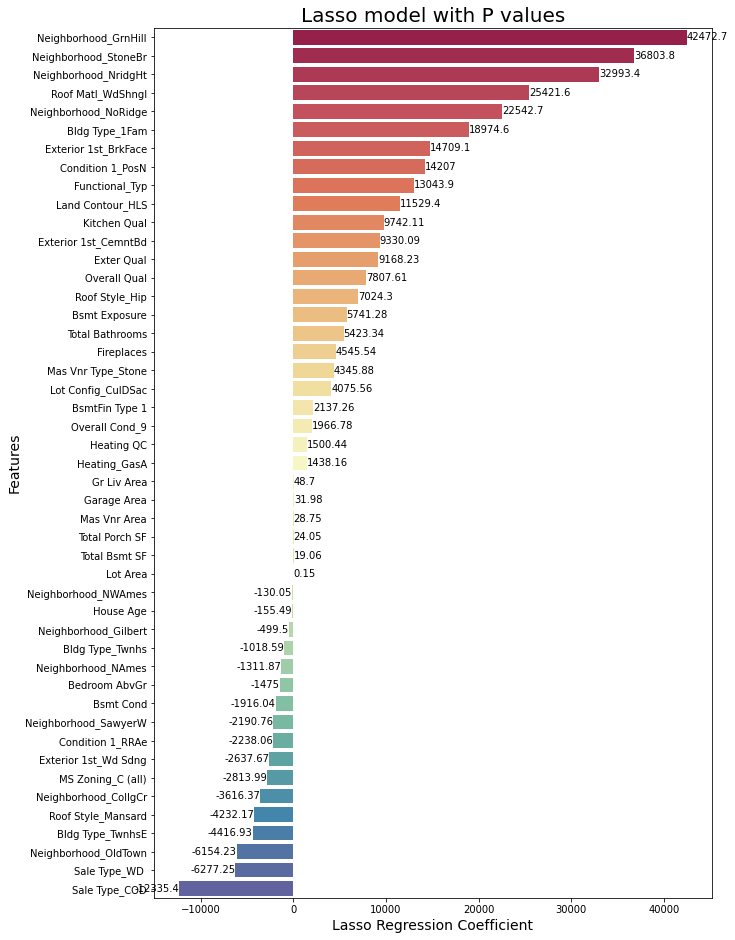 Lasso model with P values
Neighborhood_GrnHill 42472.7
Neighborhood_StoneBr 36803.8
Neighborhood_NridgHt 32993.4
Roof Matl_WdShngl 25421.6
Neighborhood_NoRidge 22542.7
Bldg Type_1Fam 18974.6
Exterior 1st_BrkFace 14709.1
Condition 1_PosN 14207
Functional_Typ 13043.9
Land Contour_HLS 11529.4
Kitchen Qual 9742.11
Exterior 1st_CemntBd 9330.09
Exter Qual 9168.23
Overall Qual 7807.61
Roof Style_Hip 7024.3
Bsmt Exposure 5741.28
Total Bathrooms 5423.34
Fireplaces 4545.54
Mas Vnr Type_Stone 4345.88
Lot Config_CulDSac 4075.56
BsmtFin Type 1 2137.26
Overall Cond_9 1966.78
Heating QC 1500.44
Heating_GasA 1438.16
Gr Liv Area 48.7
Garage Area 31.98
Mas Vnr Area 28.75
Total Porch SF 24.05
Total Bsmt SF 19.06
Lot Area 0.15
Neighborhood_NWAmes -130.05
House Age -155.49
Neighborhood_Gilbert -499.5
Bldg Type_Twnhs -1018.59
Neighborhood_NAmes -1311.87
Bedroom AbvGr -1475
Bsmt Cond -1916.04
Neighborhood_SawyerW -2190.76
Condition 1_RRAe -2238.06
Exterior 1st_Wd Sdng -2637.67
MS Zoning_C (all) -2813.99
Neighborhood_CollgCr -3616.37
Roof Style_Mansard -4232.17
Bldg Type_TwnhsE -4416.93
Neighborhood_OldTown -6154.23
Sale Type_WD -6277.25
Sale Type_COD -12335.4
Features
−10000 0 10000 20000 30000 40000
Lasso Regression Coefficient